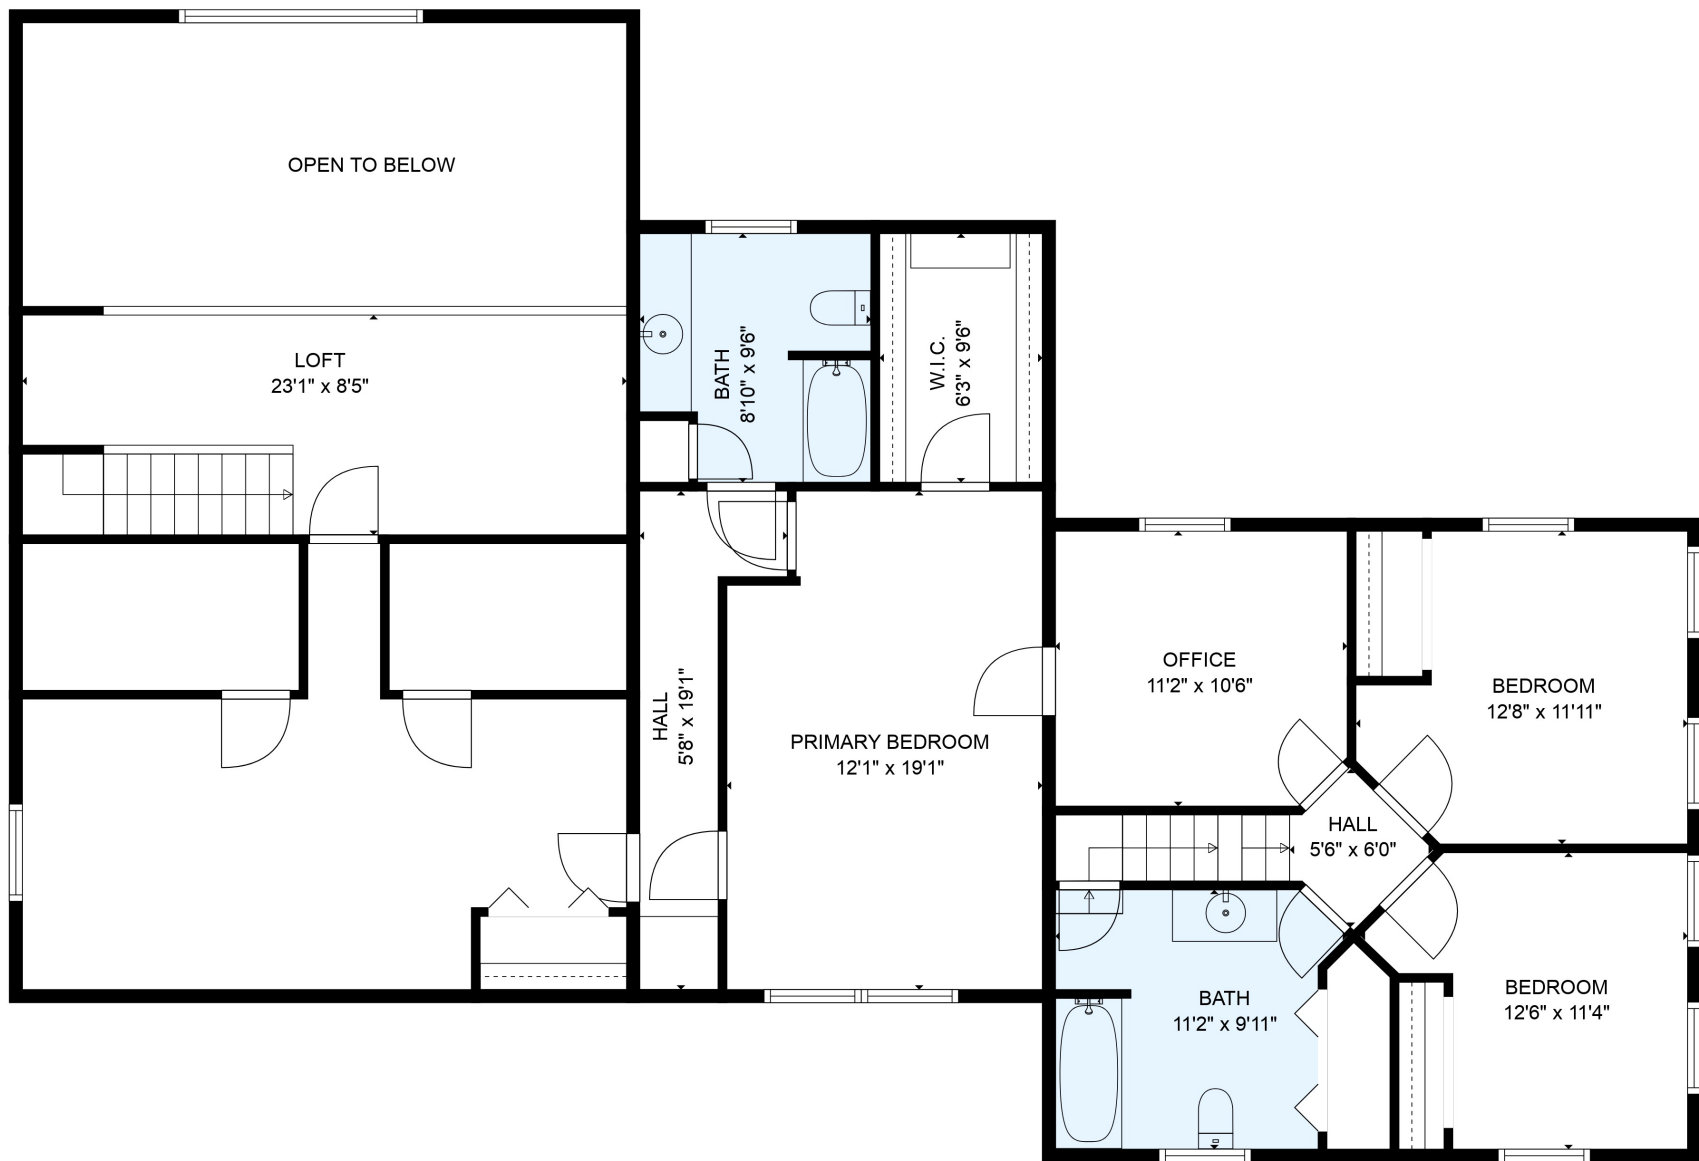 OPEN TO BELOW
LOFT
23'1" x 8'5"
BATH
8'10" x 9'6"
W.I.C.
6'3" x 9'6"
HALL
5'8" x 19'1"
PRIMARY BEDROOM
12'1" x 19'1"
OFFICE
11'2" x 10'6"
BEDROOM
12'8" x 11'11"
HALL
5'6" x 6'0"
BATH
11'2" x 9'11"
BEDROOM
12'6" x 11'4"